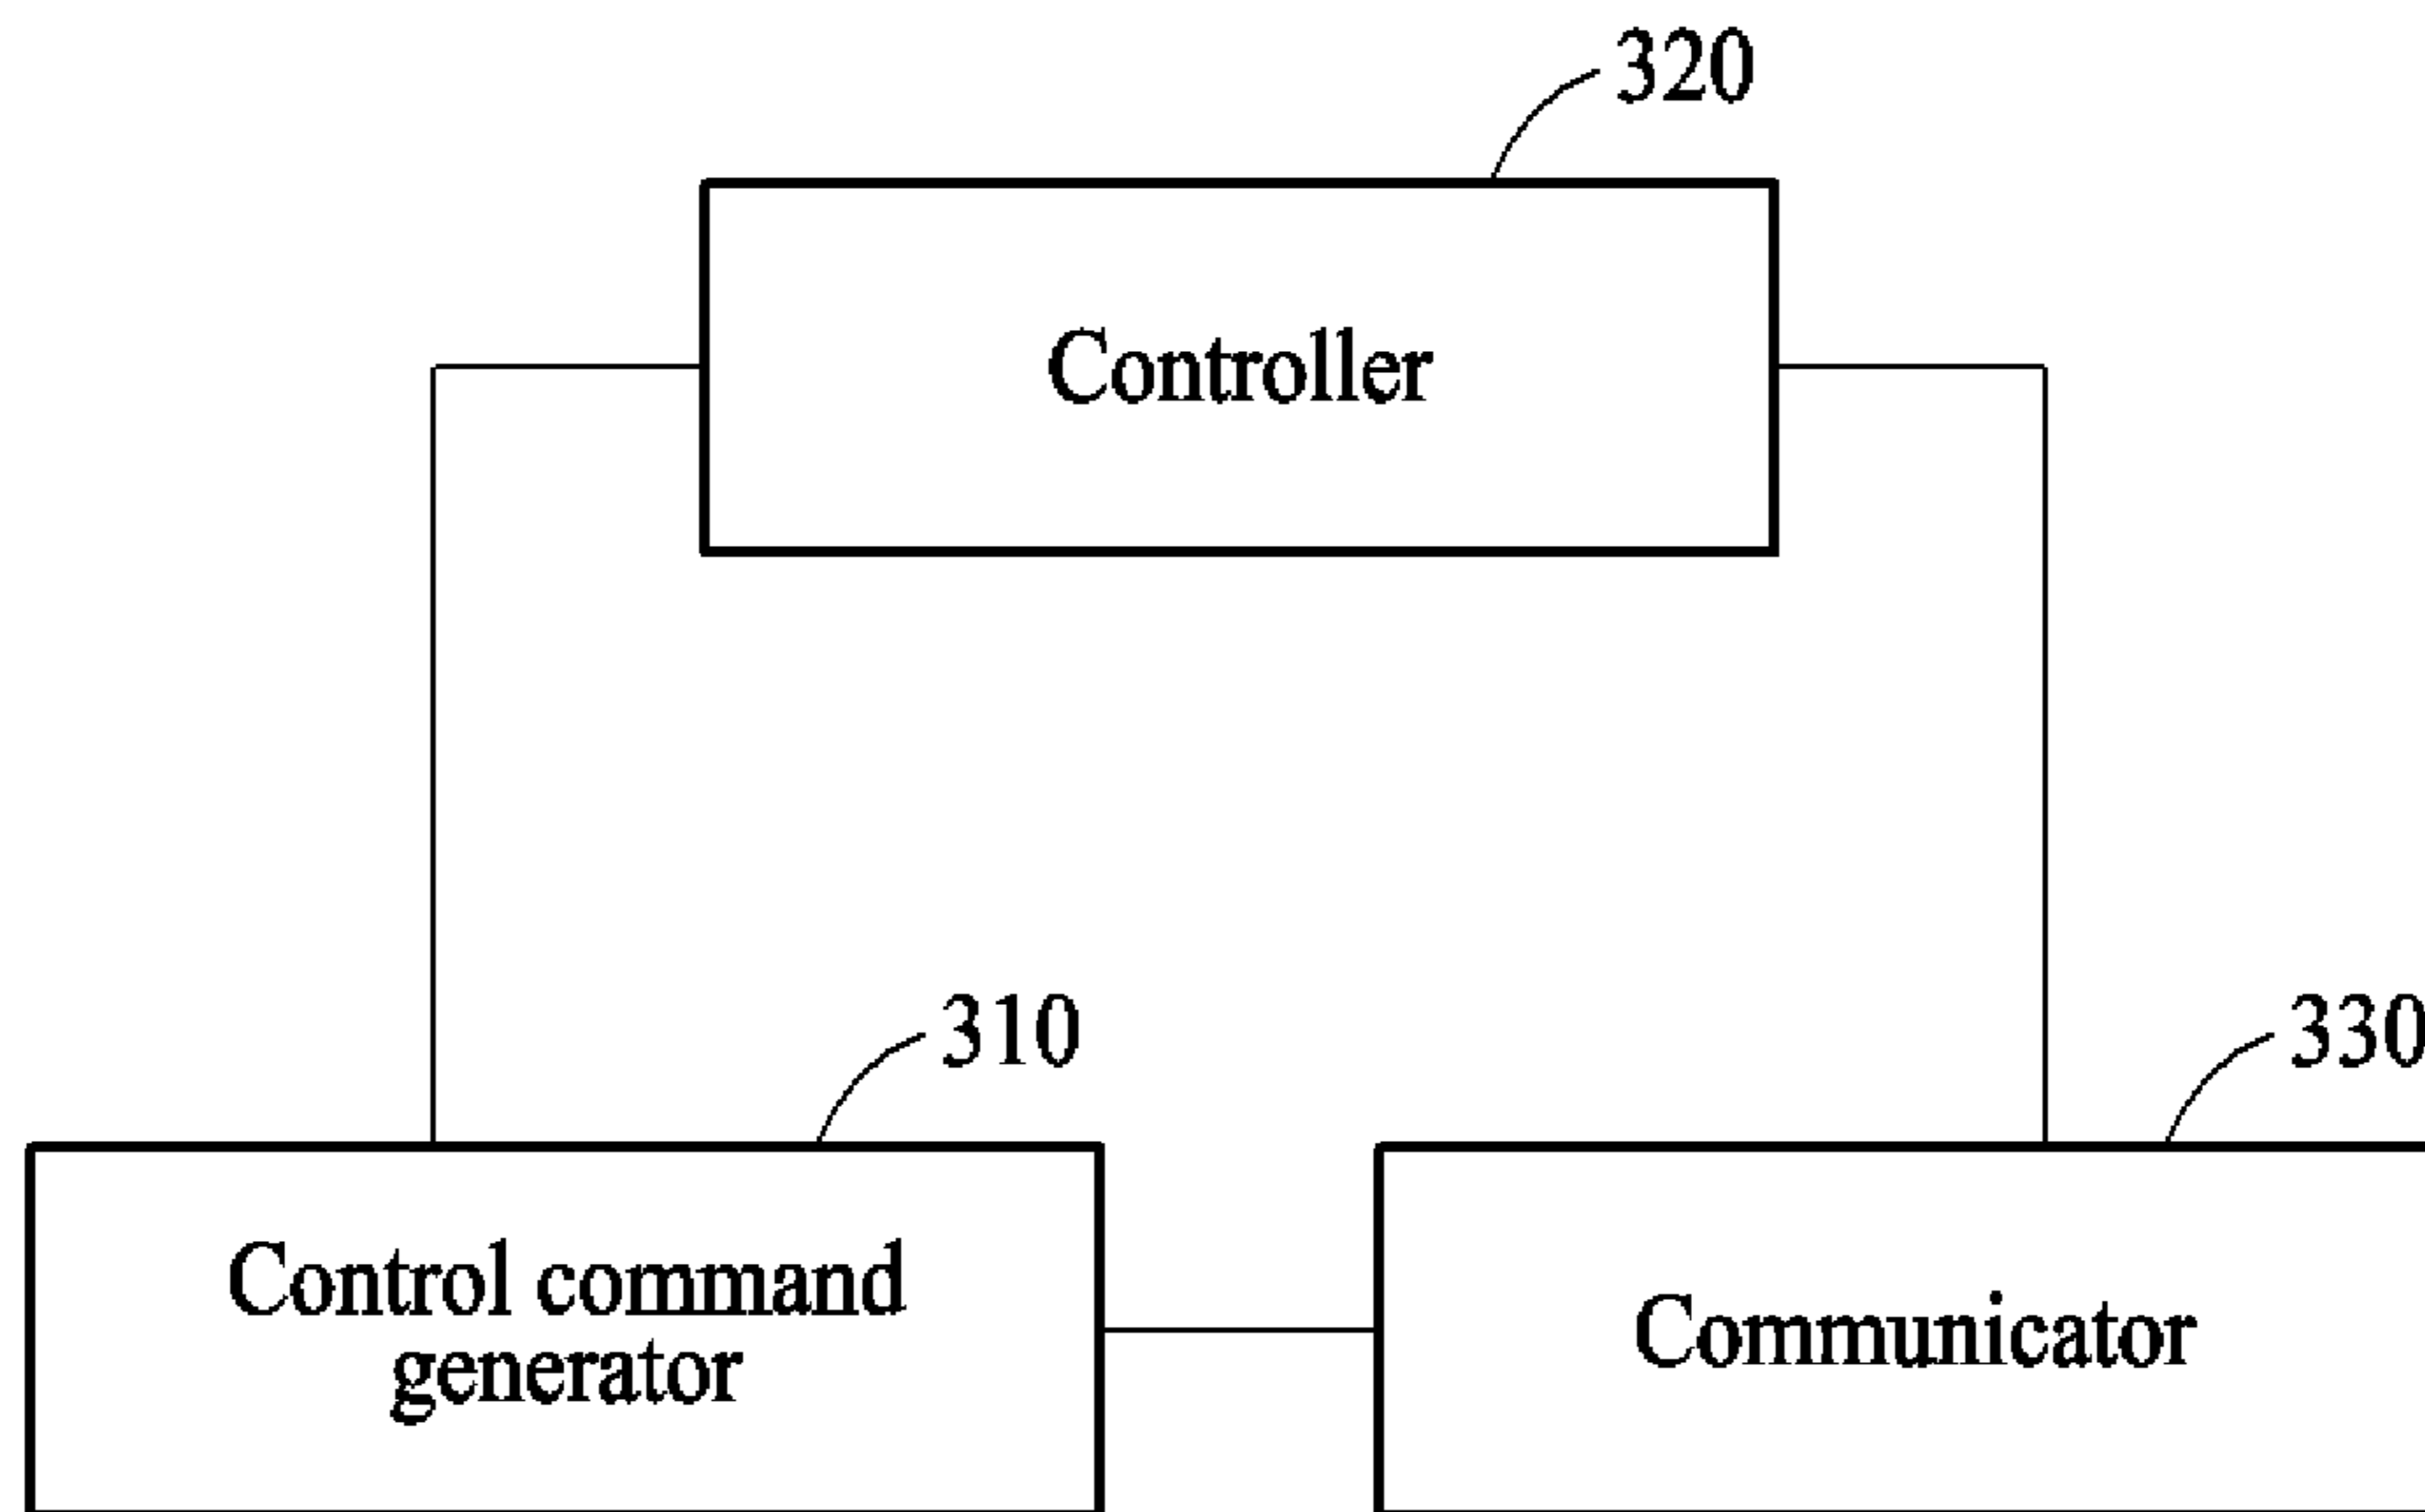 320
Controller
310
330
Control command
generator
Communicator